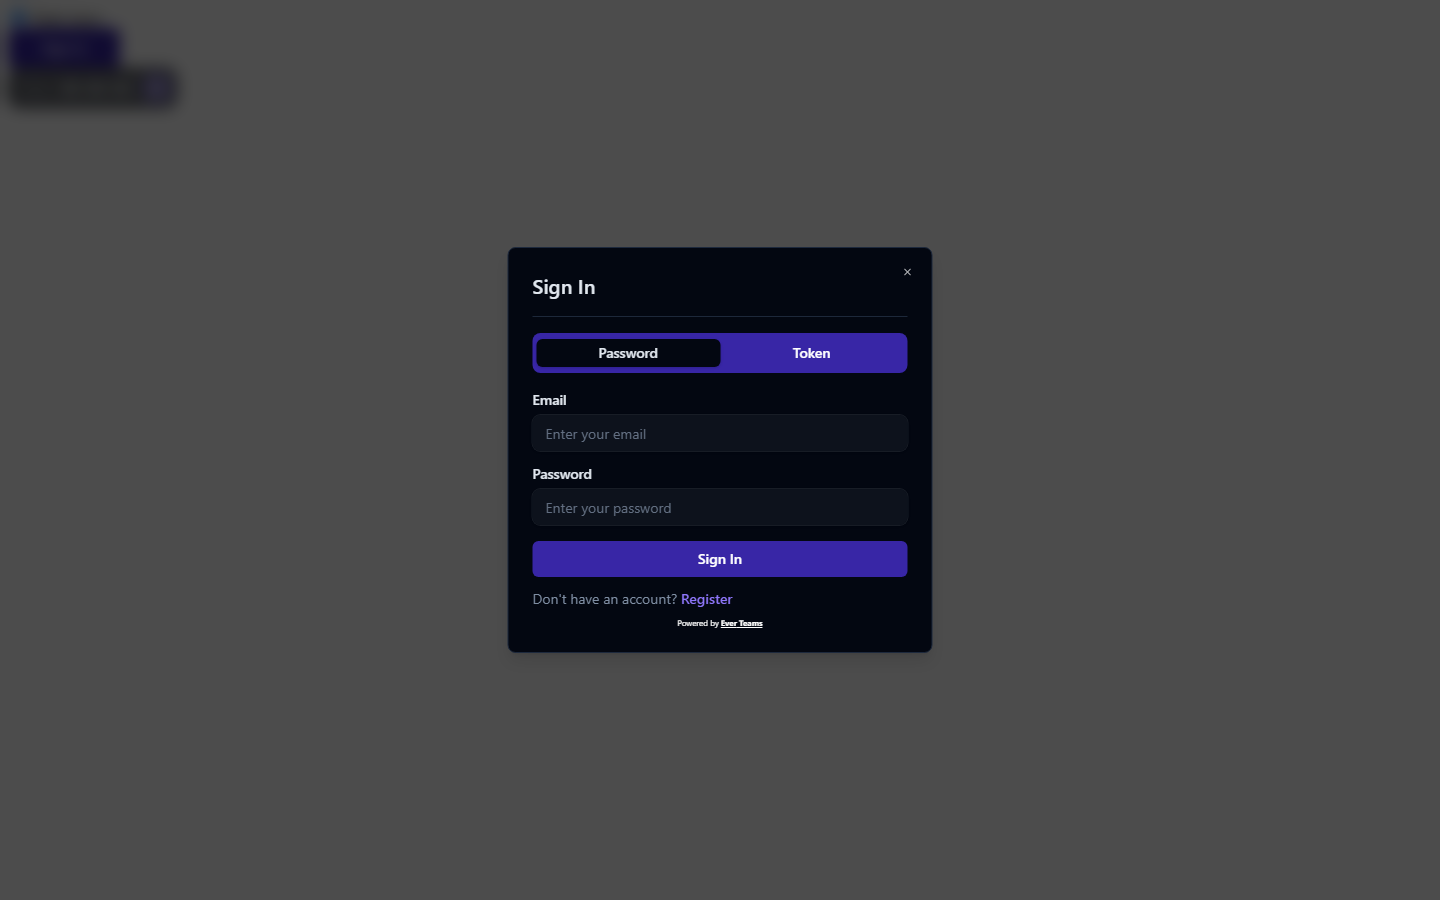 Sign In
×
Password
Token
Email
Enter your email
Password
Enter your password
Sign In
Don't have an account? Register
Powered by Ever Teams